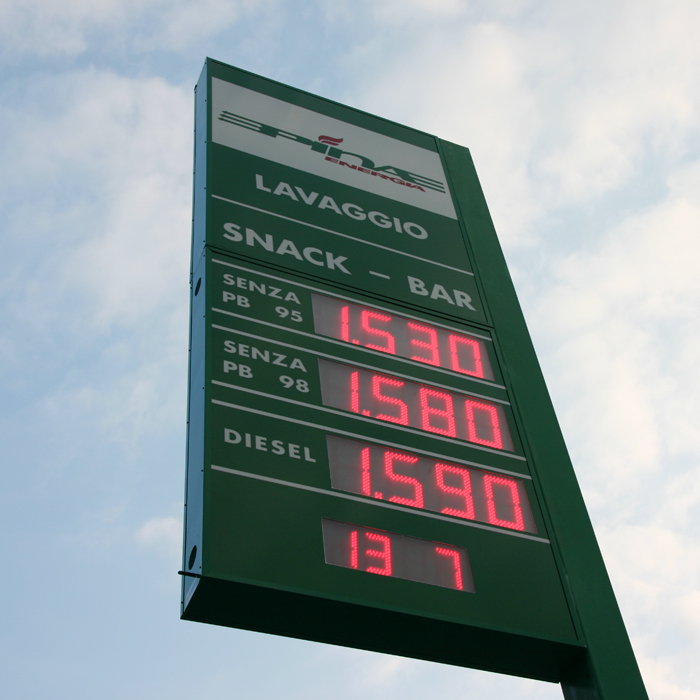 SPINAE
ENERGIA
LAVAGGIO
SNACK - BAR
SENZA
PB 95
1.530
SENZA
PB 98
1.580
DIESEL
1.590
13 7